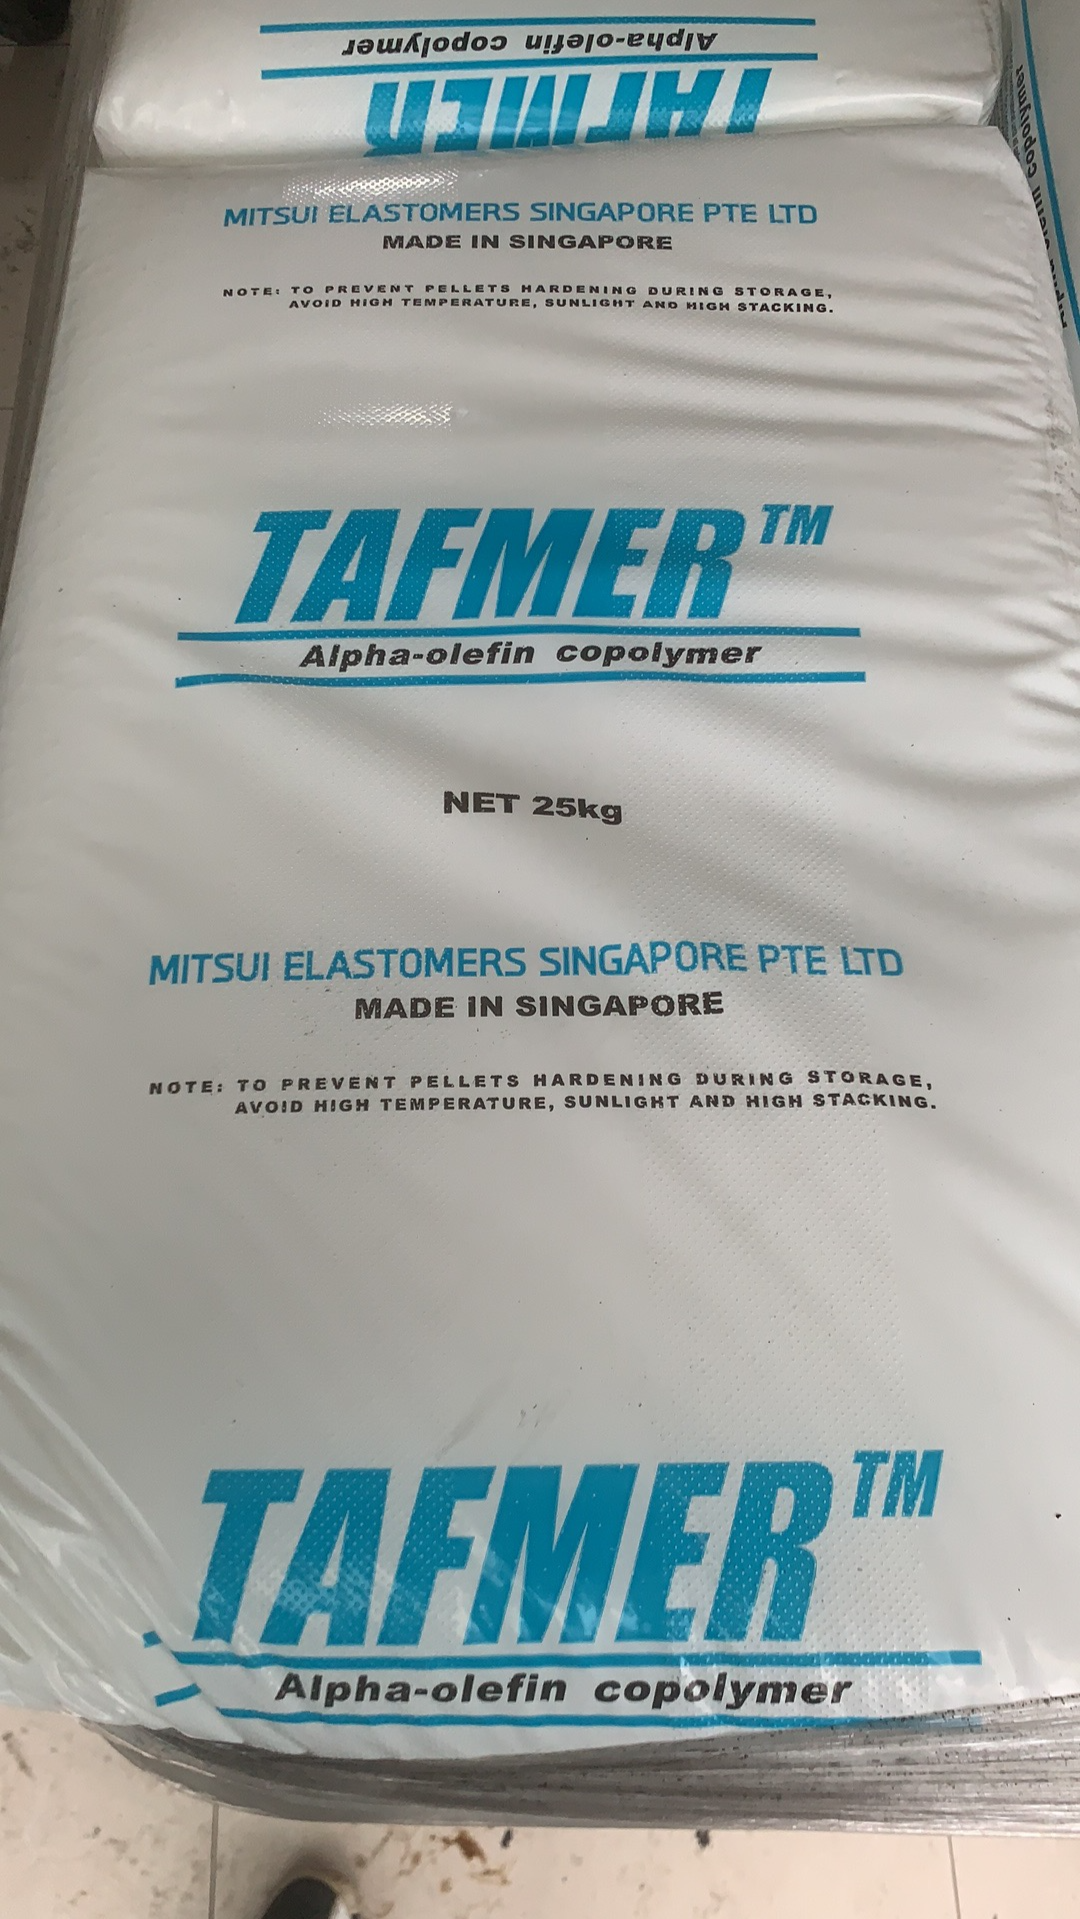 Alpha-olefin copolymer
TAFMER
MITSUI ELASTOMERS SINGAPORE PTE LTD
MADE IN SINGAPORE
NOTE: TO PREVENT PELLETS HARDENING DURING STORAGE,
AVOID HIGH TEMPERATURE, SUNLIGHT AND HIGH STACKING.
copolymer
TAFMER™
Alpha-olefin copolymer
NET 25kg
MITSUI ELASTOMERS SINGAPORE PTE LTD
MADE IN SINGAPORE
NOTE: TO PREVENT PELLETS HARDENING DURING STORAGE,
AVOID HIGH TEMPERATURE, SUNLIGHT AND HIGH STACKING.
TAFMER™
Alpha-olefin copolymer